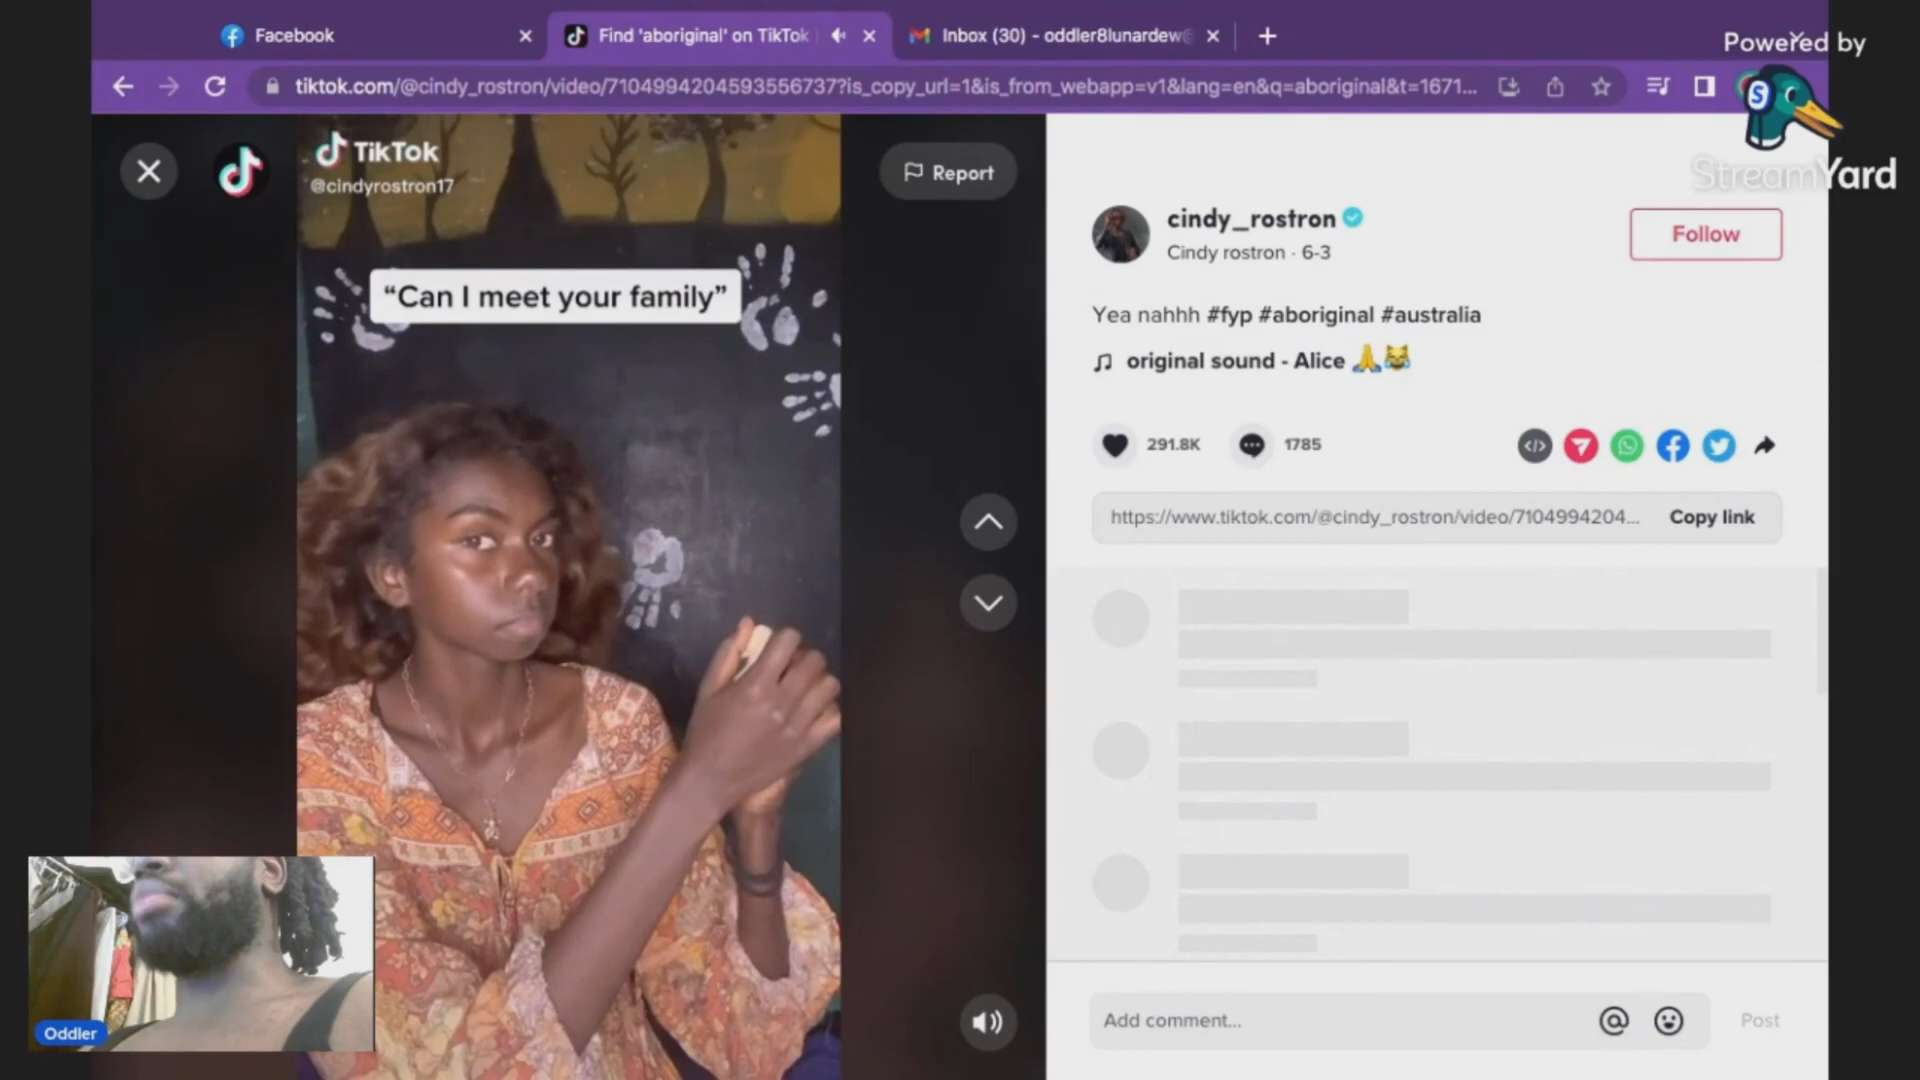 Facebook
Find 'aboriginal' on TikTok
Inbox (30) - oddler8lunardew@
Powered by
tiktok.com/@cindy_rostron/video/7104994204593556737?is_copy_url=1&is_from_webapp=v1&lang=en&q=aboriginal&t=1671...
StreamYard
TikTok
@cindyrostron17
Report
"Can I meet your family"
cindy_rostron
Cindy rostron · 6-3
Follow
Yea nahhh #fyp #aboriginal #australia
original sound - Alice 🙏😹
291.8K
1785
https://www.tiktok.com/@cindy_rostron/video/7104994204...
Copy link
Oddler
Add comment...
Post